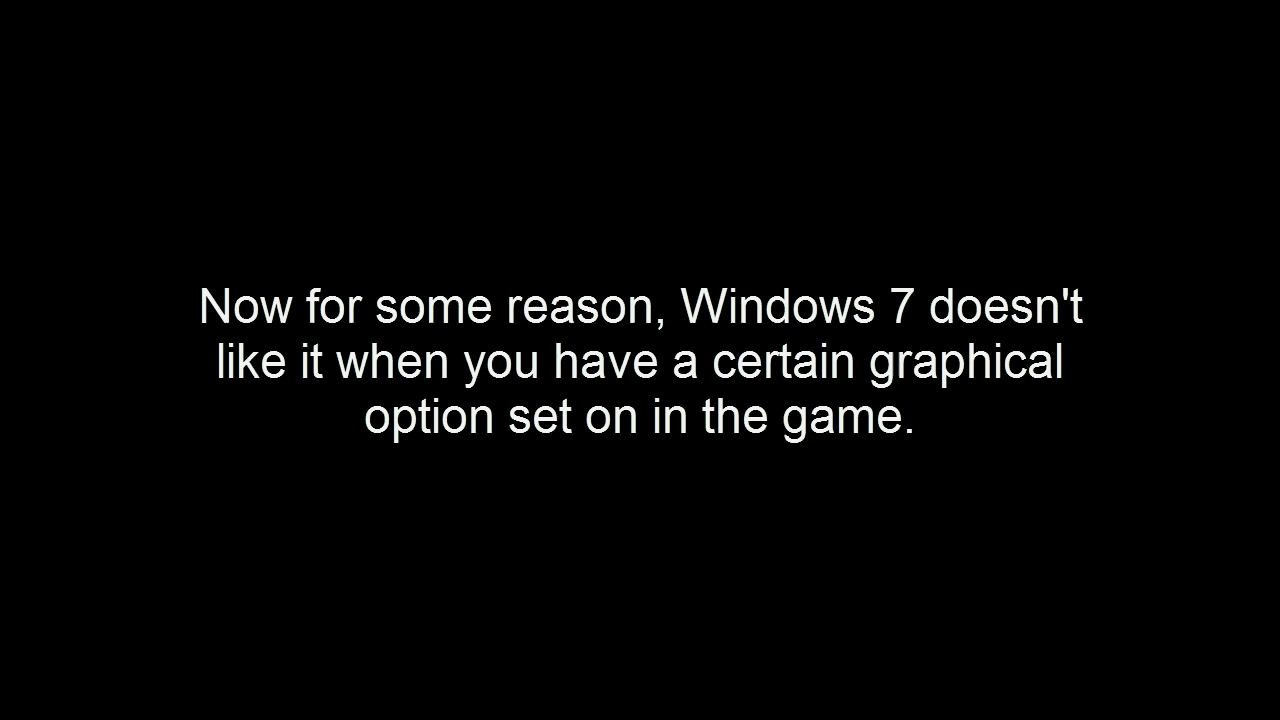 Now for some reason, Windows 7 doesn't
like it when you have a certain graphical
option set on in the game.